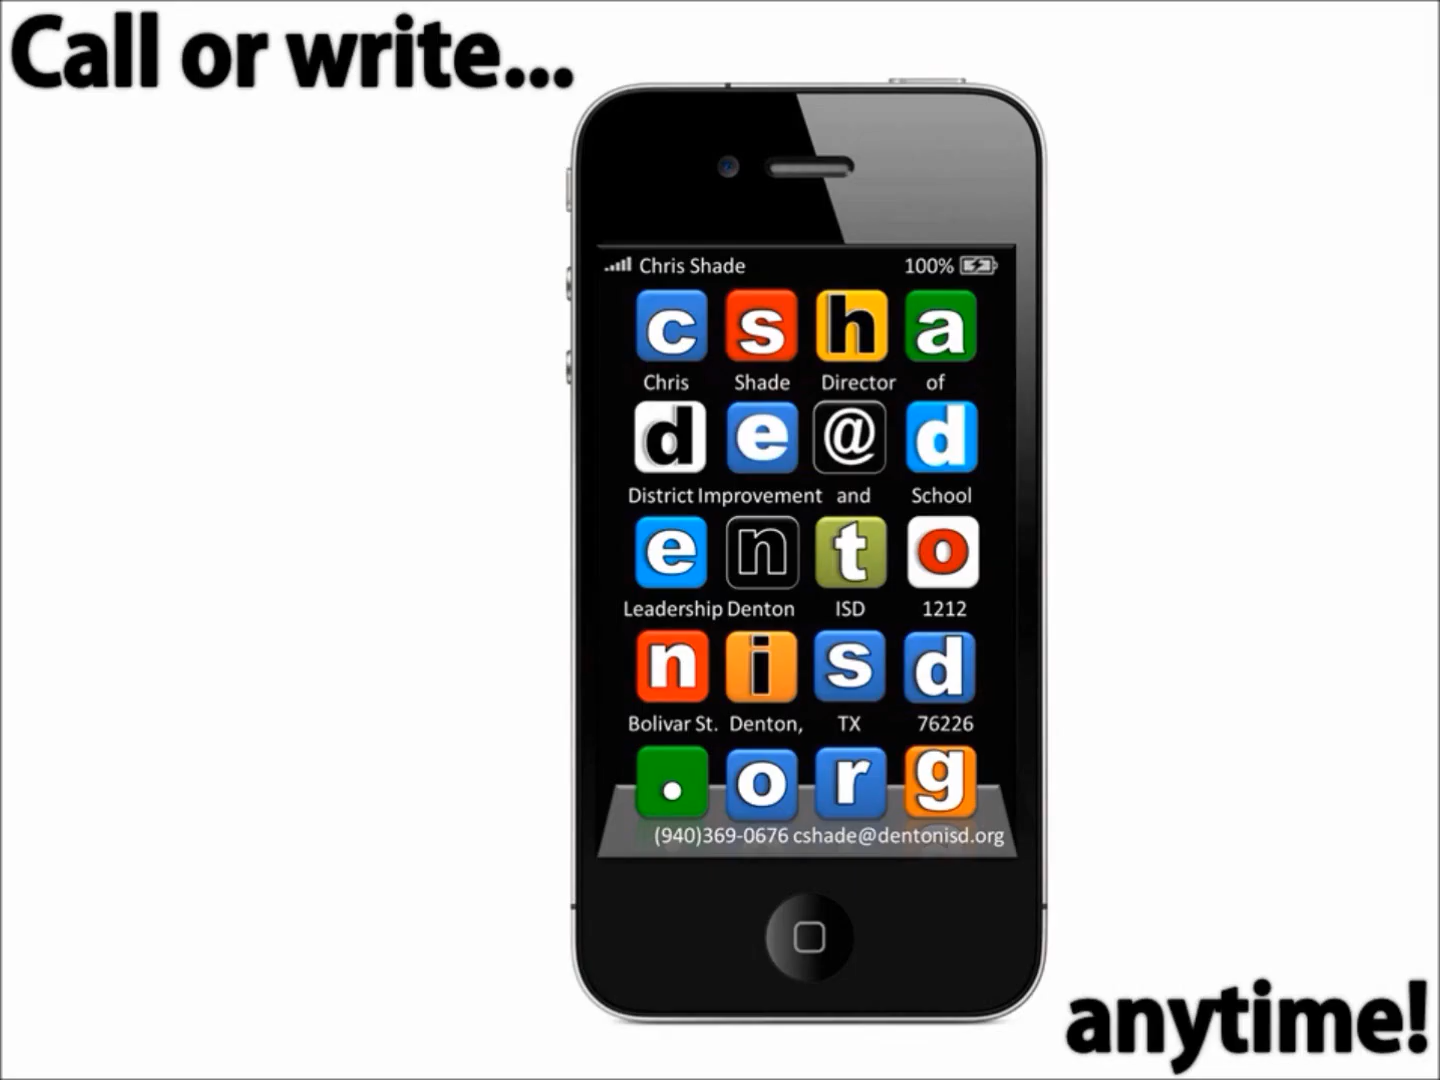 Call or write...
Chris Shade 100%
c s h a
Chris Shade Director of
d e @ d
District Improvement and School
e n t o
Leadership Denton ISD 1212
n i s d
Bolivar St. Denton, TX 76226
. o r g
(940)369-0676 cshade@dentonisd.org
anytime!